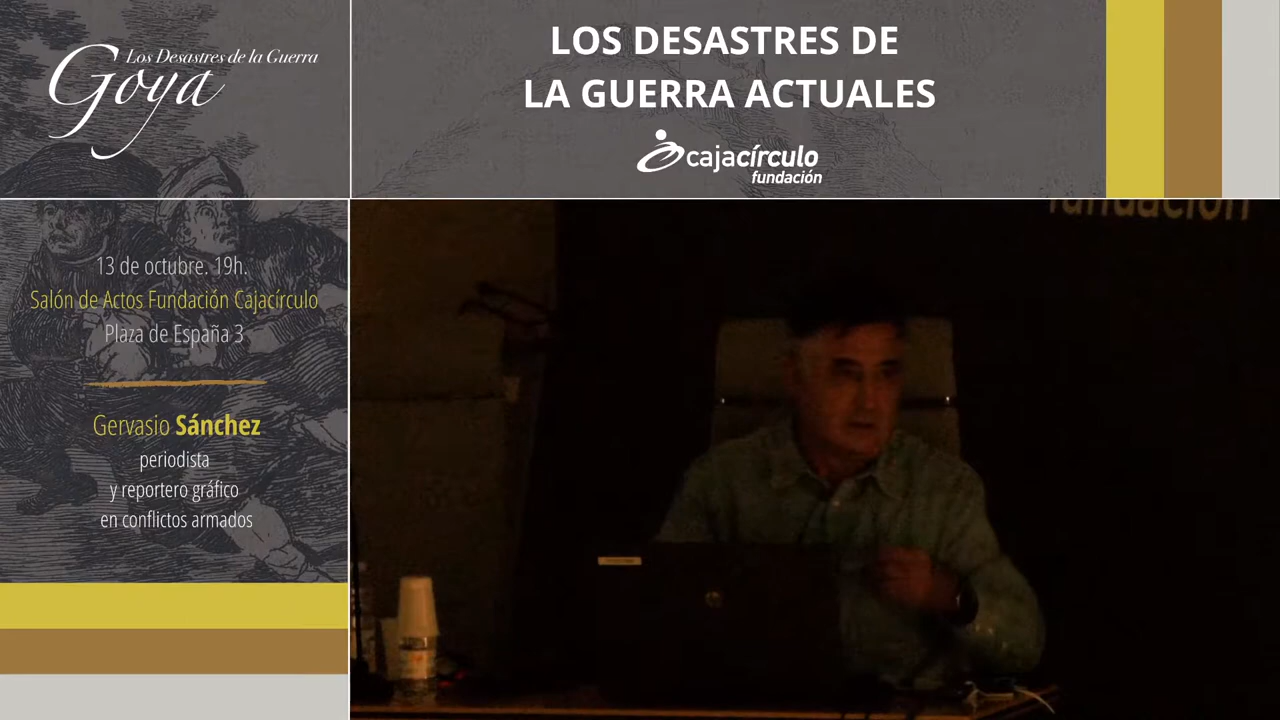 Los Desastres de la Guerra
Goya
LOS DESASTRES DE
LA GUERRA ACTUALES
cajacírculo
fundación
fundación
13 de octubre. 19h.
Salón de Actos Fundación Cajacírculo
Plaza de España 3
Gervasio Sánchez
periodista
y reportero gráfico
en conflictos armados